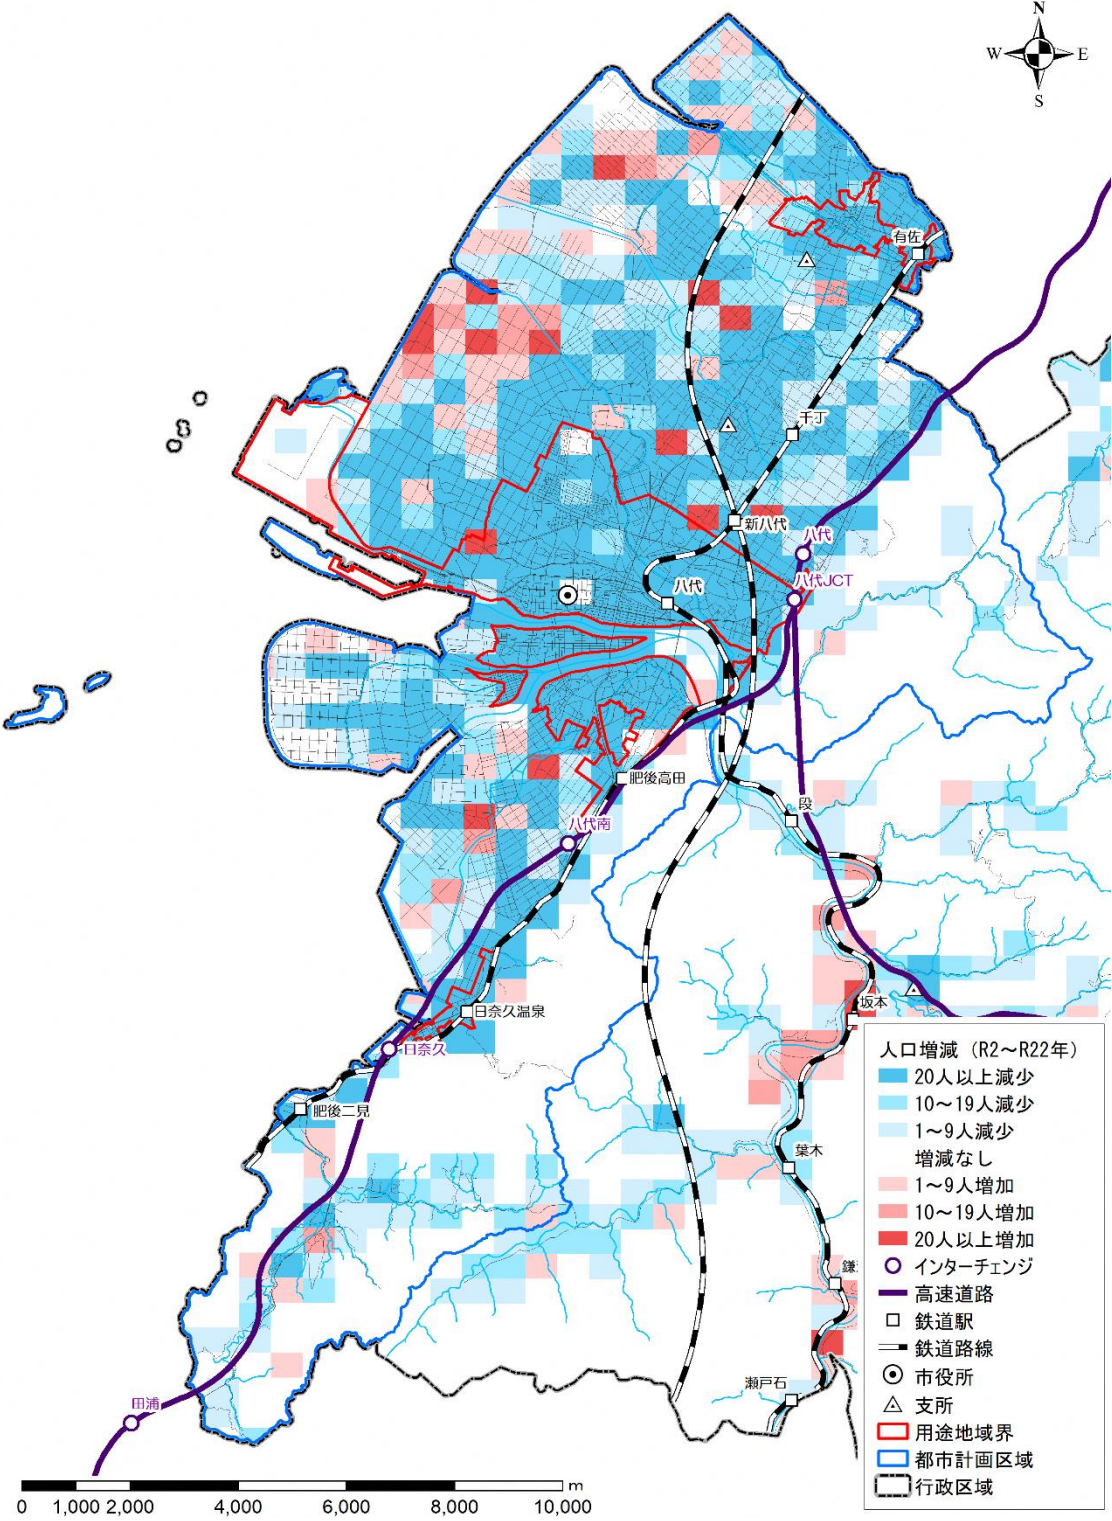 N
W E
S
有佐
千丁
新八代
八代
八代
八代JCT
肥後高田
八代南
段
坂本
日奈久温泉
日奈久
肥後二見
葉木
鎌
瀬戸石
田浦
人口増減（R2～R22年）
20人以上減少
10～19人減少
1～9人減少
増減なし
1～9人増加
10～19人増加
20人以上増加
インターチェンジ
高速道路
鉄道駅
鉄道路線
市役所
支所
用途地域界
都市計画区域
行政区域
m
0 1,000 2,000 4,000 6,000 8,000 10,000